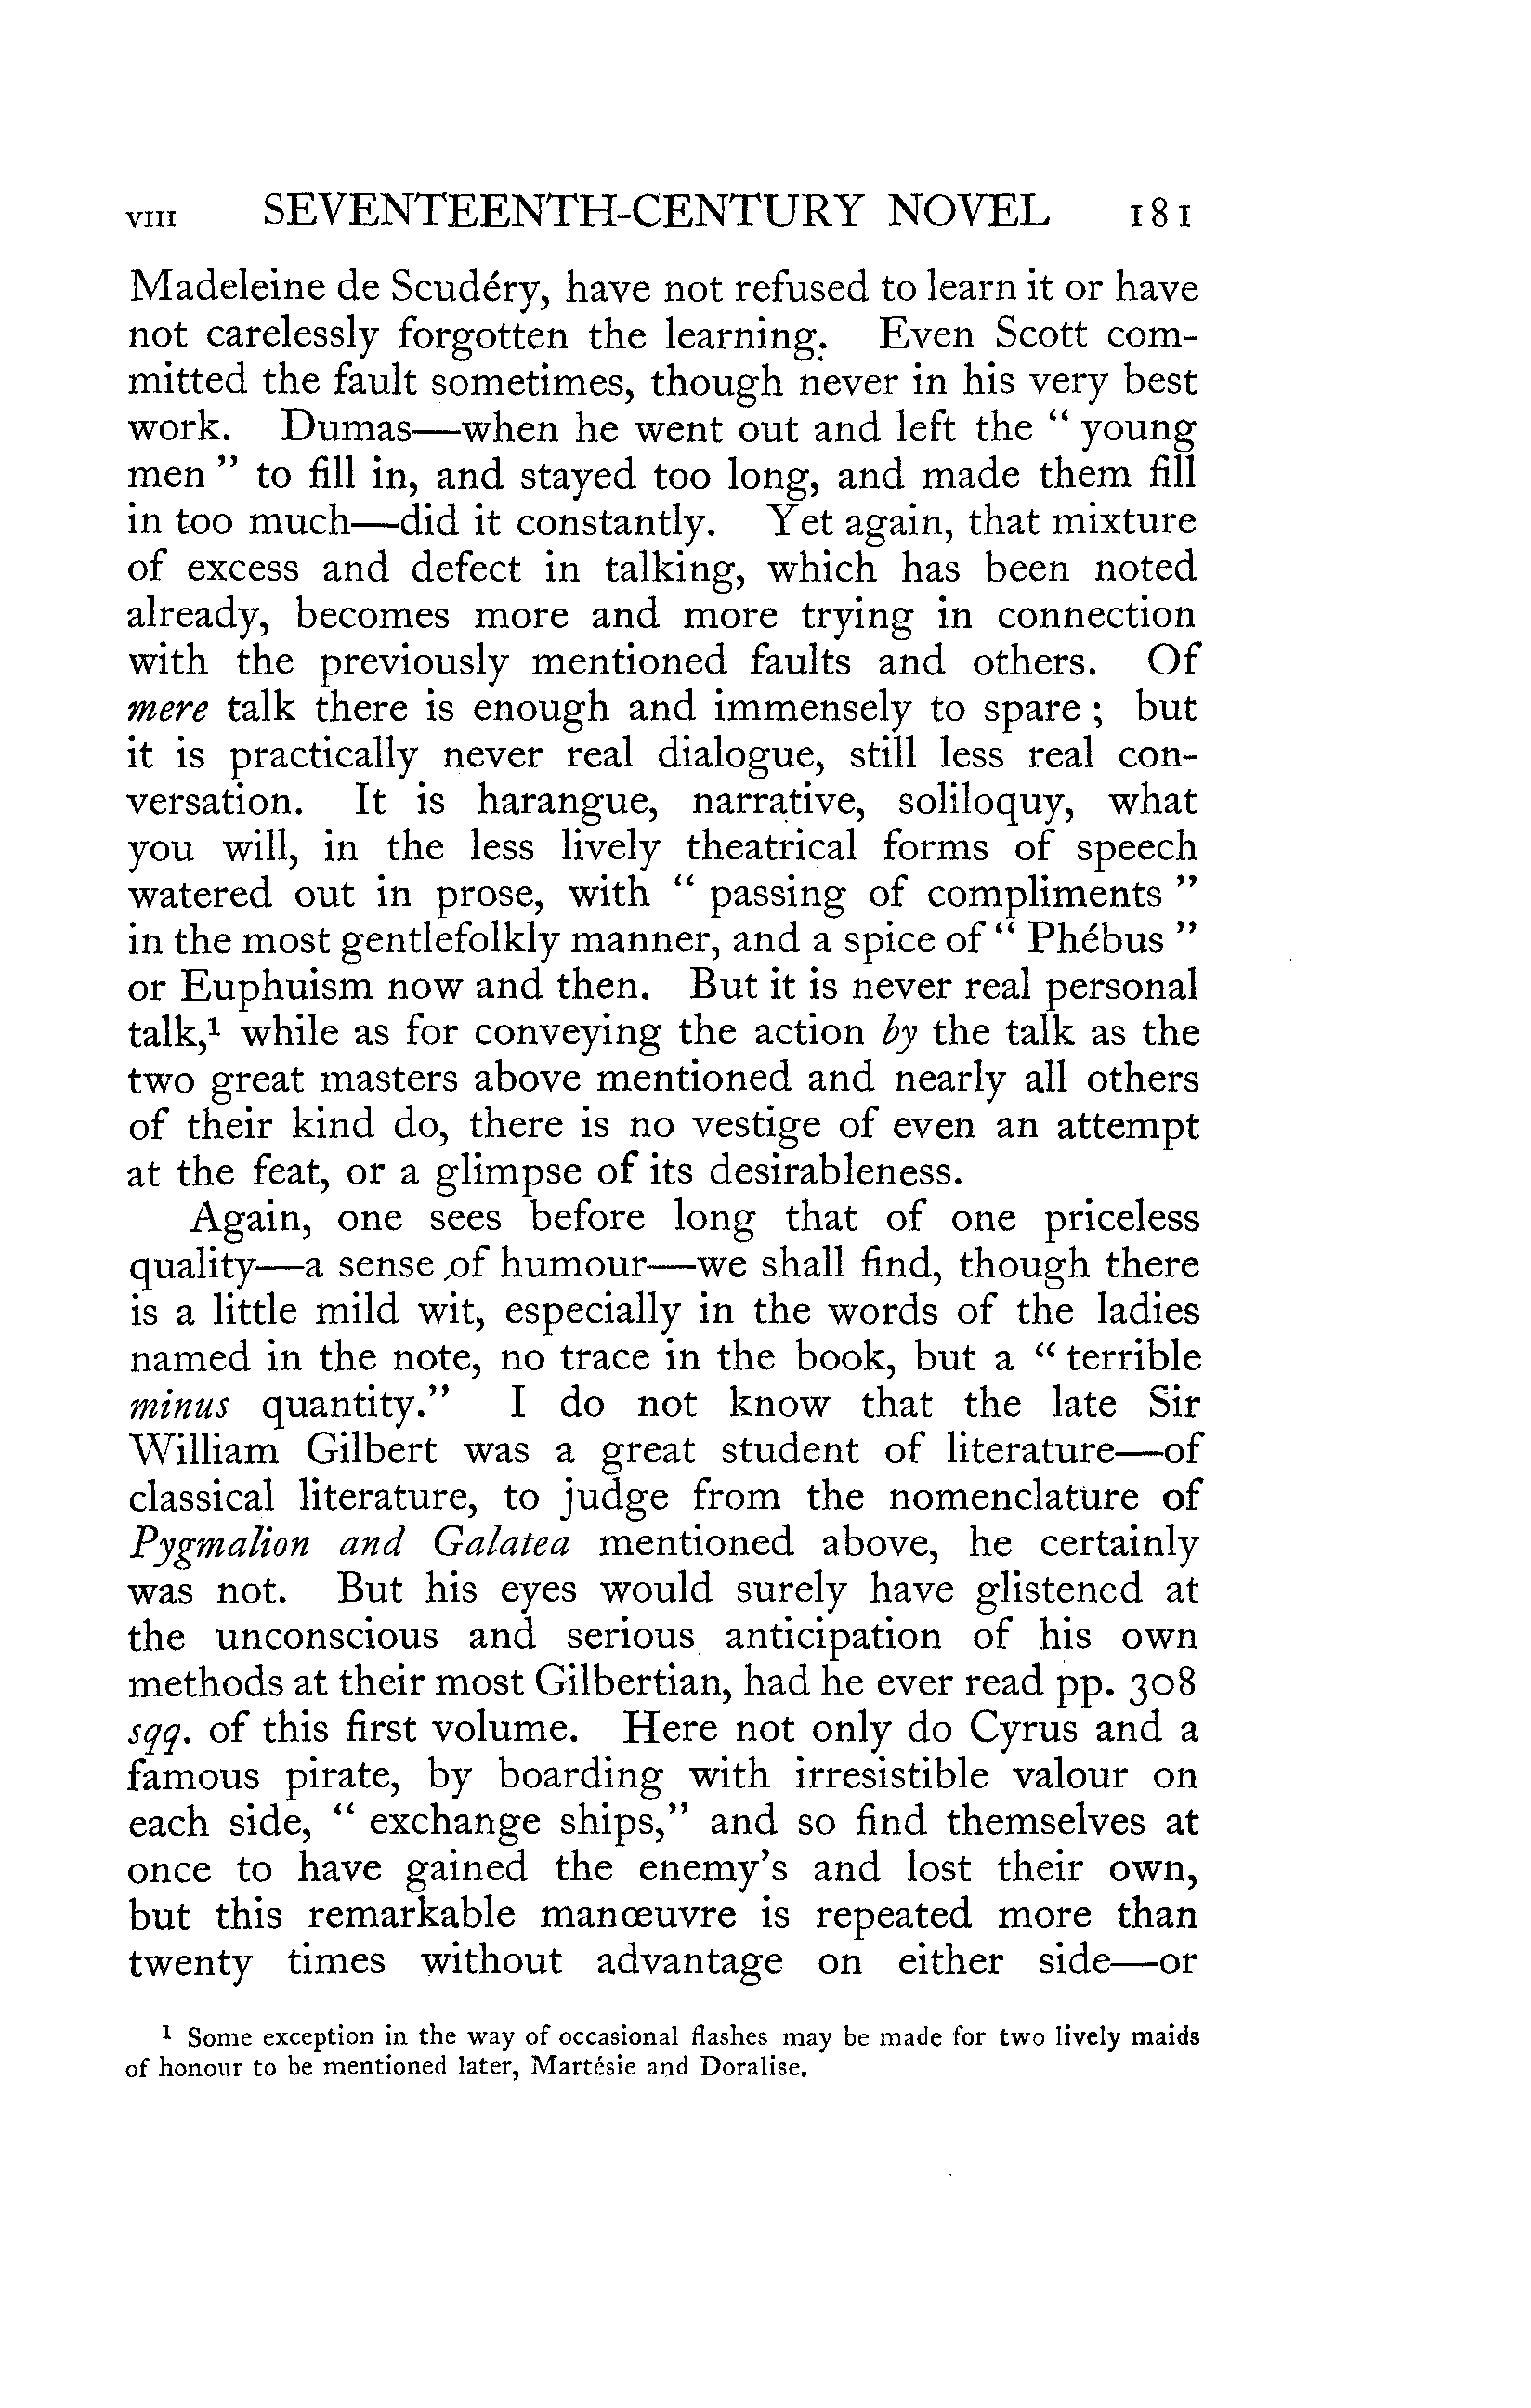 VIII SEVENTEENTH-CENTURY NOVEL 181
Madeleine de Scudéry, have not refused to learn it or have
not carelessly forgotten the learning. Even Scott com-
mitted the fault sometimes, though never in his very best
work. Dumas—when he went out and left the “ young
men ” to fill in, and stayed too long, and made them fill
in too much—did it constantly. Yet again, that mixture
of excess and defect in talking, which has been noted
already, becomes more and more trying in connection
with the previously mentioned faults and others. Of
mere talk there is enough and immensely to spare ; but
it is practically never real dialogue, still less real con-
versation. It is harangue, narrative, soliloquy, what
you will, in the less lively theatrical forms of speech
watered out in prose, with “ passing of compliments ”
in the most gentlefolkly manner, and a spice of “ Phébus ”
or Euphuism now and then. But it is never real personal
talk,¹ while as for conveying the action by the talk as the
two great masters above mentioned and nearly all others
of their kind do, there is no vestige of even an attempt
at the feat, or a glimpse of its desirableness.
Again, one sees before long that of one priceless
quality—a sense of humour—we shall find, though there
is a little mild wit, especially in the words of the ladies
named in the note, no trace in the book, but a “ terrible
minus quantity.” I do not know that the late Sir
William Gilbert was a great student of literature—of
classical literature, to judge from the nomenclature of
Pygmalion and Galatea mentioned above, he certainly
was not. But his eyes would surely have glistened at
the unconscious and serious anticipation of his own
methods at their most Gilbertian, had he ever read pp. 308
sqq. of this first volume. Here not only do Cyrus and a
famous pirate, by boarding with irresistible valour on
each side, “ exchange ships,” and so find themselves at
once to have gained the enemy’s and lost their own,
but this remarkable manœuvre is repeated more than
twenty times without advantage on either side—or
¹ Some exception in the way of occasional flashes may be made for two lively maids
of honour to be mentioned later, Martésie and Doralise.